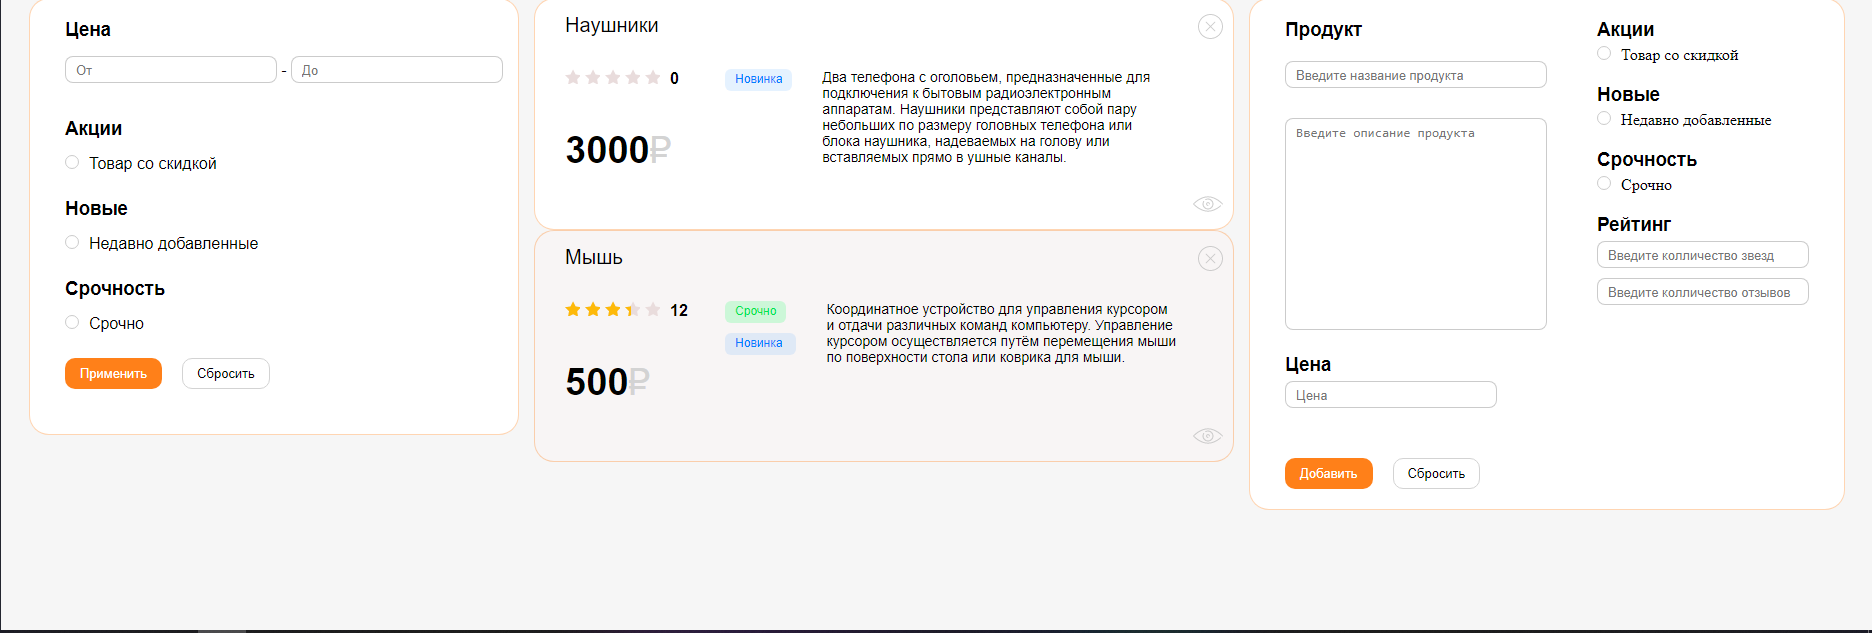 Цена
От - До
Акции
Товар со скидкой
Новые
Недавно добавленные
Срочность
Срочно
Применить Сбросить
Наушники
0 Новинка
3000₽
Два телефона с оголовьем, предназначенные для
подключения к бытовым радиоэлектронным
аппаратам. Наушники представляют собой пару
небольших по размеру головных телефона или
блока наушника, надеваемых на голову или
вставляемых прямо в ушные каналы.
Мышь
12 Срочно
Новинка
500₽
Координатное устройство для управления курсором
и отдачи различных команд компьютеру. Управление
курсором осуществляется путём перемещения мыши
по поверхности стола или коврика для мыши.
Продукт
Введите название продукта
Введите описание продукта
Цена
Цена
Добавить Сбросить
Акции
Товар со скидкой
Новые
Недавно добавленные
Срочность
Срочно
Рейтинг
Введите колличество звезд
Введите колличество отзывов